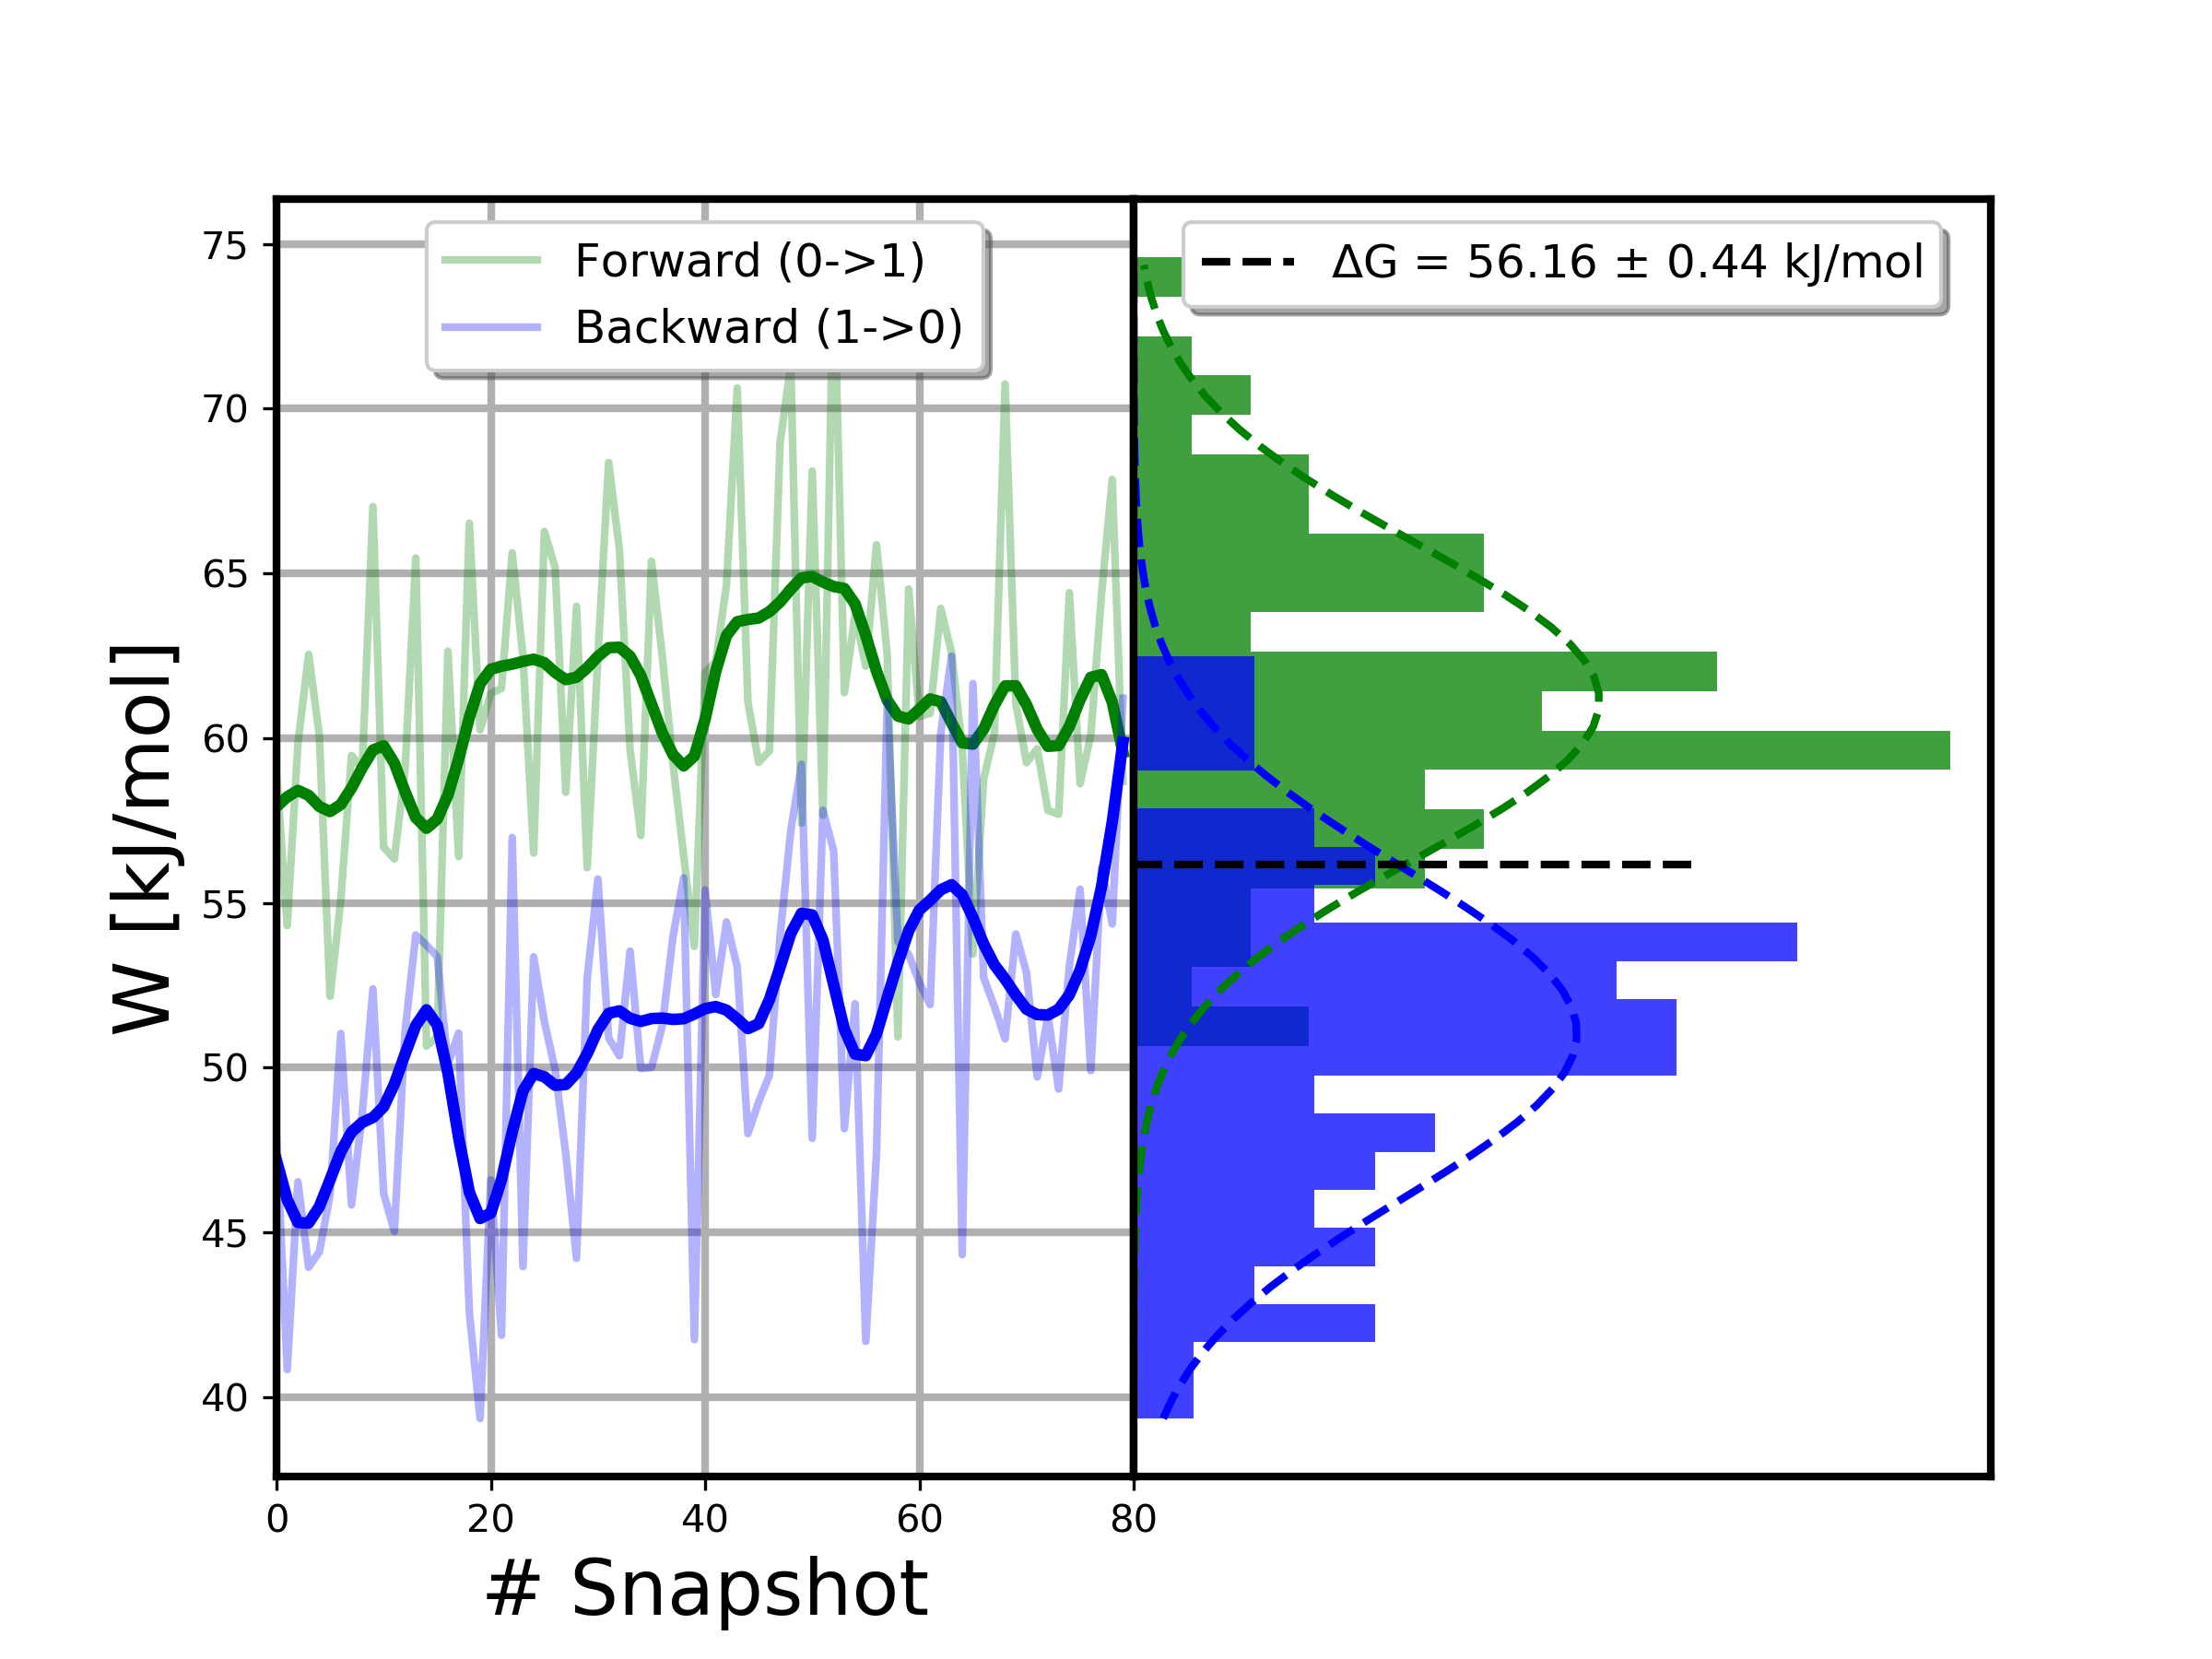 Forward (0->1)
Backward (1->0)
ΔG = 56.16 ± 0.44 kJ/mol
W [kJ/mol]
75
70
65
60
55
50
45
40
0 20 40 60 80
# Snapshot